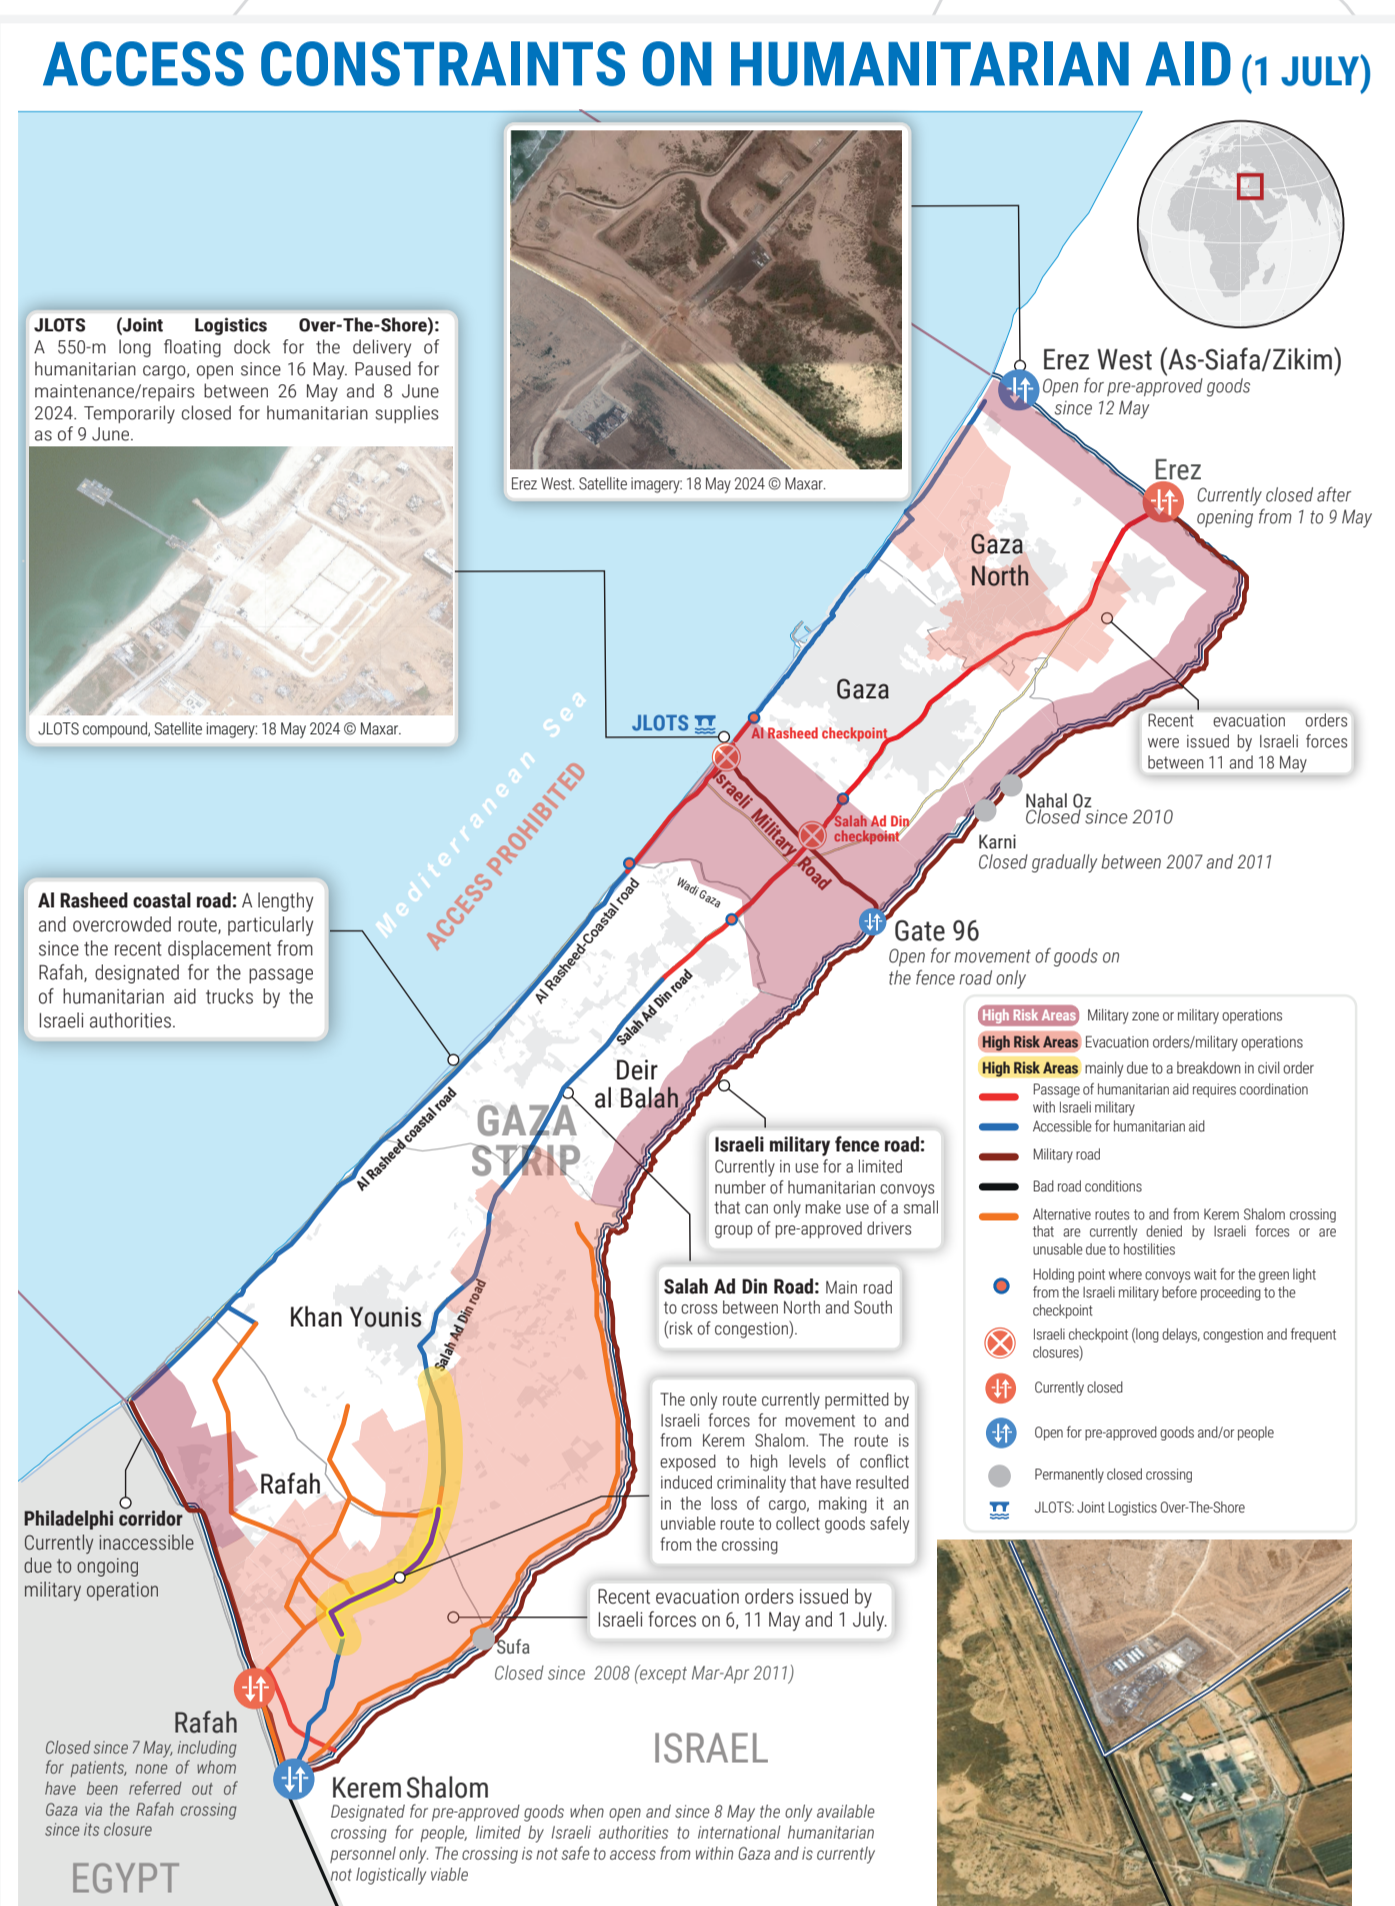 ACCESS CONSTRAINTS ON HUMANITARIAN AID (1 JULY)
JLOTS (Joint Logistics Over-The-Shore):
A 550-m long floating dock for the delivery of
humanitarian cargo, open since 16 May. Paused for
maintenance/repairs between 26 May and 8 June
2024. Temporarily closed for humanitarian supplies
as of 9 June.
JLOTS compound, Satellite imagery: 18 May 2024 © Maxar.
Erez West. Satellite imagery: 18 May 2024 © Maxar.
Erez West (As-Siafa/Zikim)
Open for pre-approved goods
since 12 May
Erez
Currently closed after
opening from 1 to 9 May
Gaza
North
Gaza
Recent evacuation orders
were issued by Israeli forces
between 11 and 18 May
JLOTS
Al Rasheed checkpoint
Israeli Military Road
Salah Ad Din
checkpoint
Nahal Oz
Closed since 2010
Karni
Closed gradually between 2007 and 2011
Mediterranean Sea
ACCESS PROHIBITED
Wadi Gaza
Gate 96
Open for movement of goods on
the fence road only
Al Rasheed coastal road: A lengthy
and overcrowded route, particularly
since the recent displacement from
Rafah, designated for the passage
of humanitarian aid trucks by the
Israeli authorities.
Al Rasheed-Coastal road
Salah Ad Din road
Deir
al Balah
GAZA
STRIP
Al Rasheed coastal road
Israeli military fence road:
Currently in use for a limited
number of humanitarian convoys
that can only make use of a small
group of pre-approved drivers
Salah Ad Din Road: Main road
to cross between North and South
(risk of congestion).
Khan Younis
Salah Ad Din road
The only route currently permitted by
Israeli forces for movement to and
from Kerem Shalom. The route is
exposed to high levels of conflict
induced criminality that have resulted
in the loss of cargo, making it an
unviable route to collect goods safely
from the crossing
Rafah
Philadelphi corridor
Currently inaccessible
due to ongoing
military operation
Recent evacuation orders issued by
Israeli forces on 6, 11 May and 1 July.
Sufa
Closed since 2008 (except Mar-Apr 2011)
Rafah
Closed since 7 May, including
for patients, none of whom
have been referred out of
Gaza via the Rafah crossing
since its closure
EGYPT
ISRAEL
Kerem Shalom
Designated for pre-approved goods when open and since 8 May the only available
crossing for people, limited by Israeli authorities to international humanitarian
personnel only. The crossing is not safe to access from within Gaza and is currently
not logistically viable
High Risk Areas Military zone or military operations
High Risk Areas Evacuation orders/military operations
High Risk Areas mainly due to a breakdown in civil order
Passage of humanitarian aid requires coordination
with Israeli military
Accessible for humanitarian aid
Military road
Bad road conditions
Alternative routes to and from Kerem Shalom crossing
that are currently denied by Israeli forces or are
unusable due to hostilities
Holding point where convoys wait for the green light
from the Israeli military before proceeding to the
checkpoint
Israeli checkpoint (long delays, congestion and frequent
closures)
Currently closed
Open for pre-approved goods and/or people
Permanently closed crossing
JLOTS: Joint Logistics Over-The-Shore